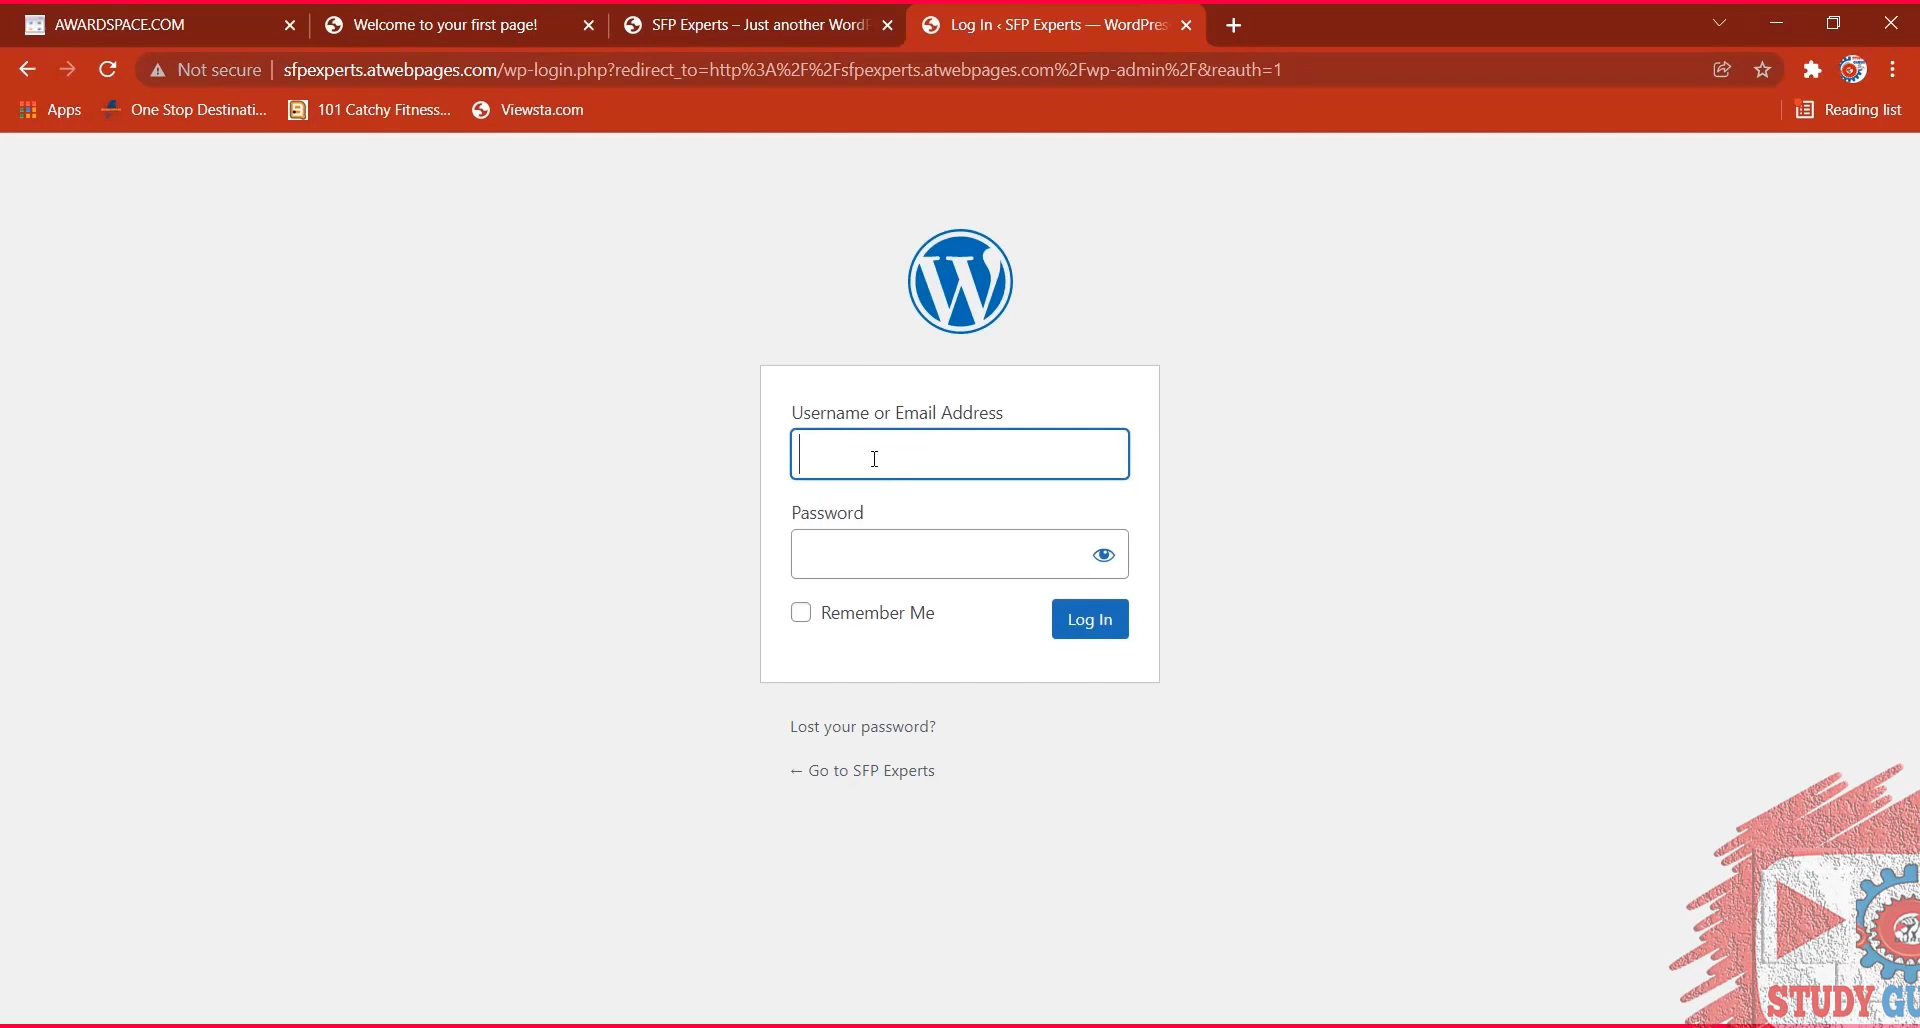 AWARDSPACE.COM
Welcome to your first page!
SFP Experts – Just another Word
Log In ‹ SFP Experts — WordPres
Not secure
sfpexperts.atwebpages.com/wp-login.php?redirect_to=http%3A%2F%2Fsfpexperts.atwebpages.com%2Fwp-admin%2F&reauth=1
Apps
One Stop Destinati...
101 Catchy Fitness...
Viewsta.com
Reading list
Username or Email Address
Password
Remember Me
Log In
Lost your password?
← Go to SFP Experts
STUDY GU